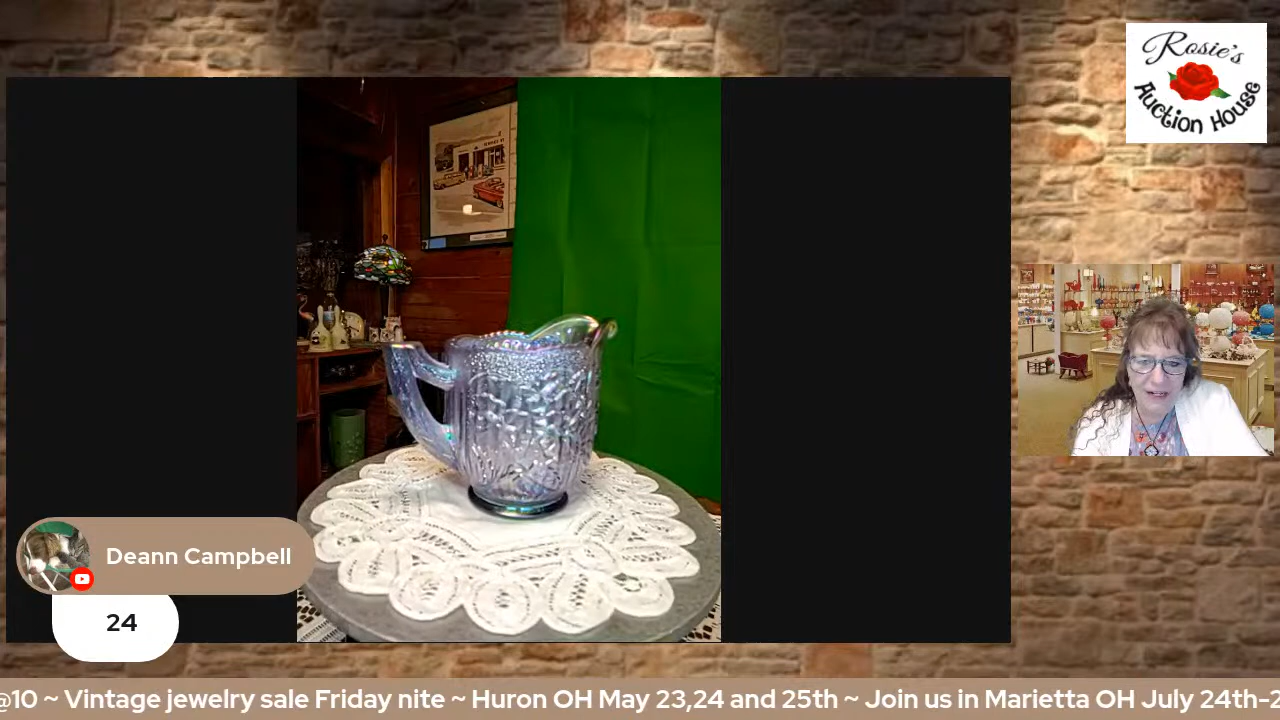 Rosie's
Auction House
Deann Campbell
24
@10 ~ Vintage jewelry sale Friday nite ~ Huron OH May 23,24 and 25th ~ Join us in Marietta OH July 24th-2